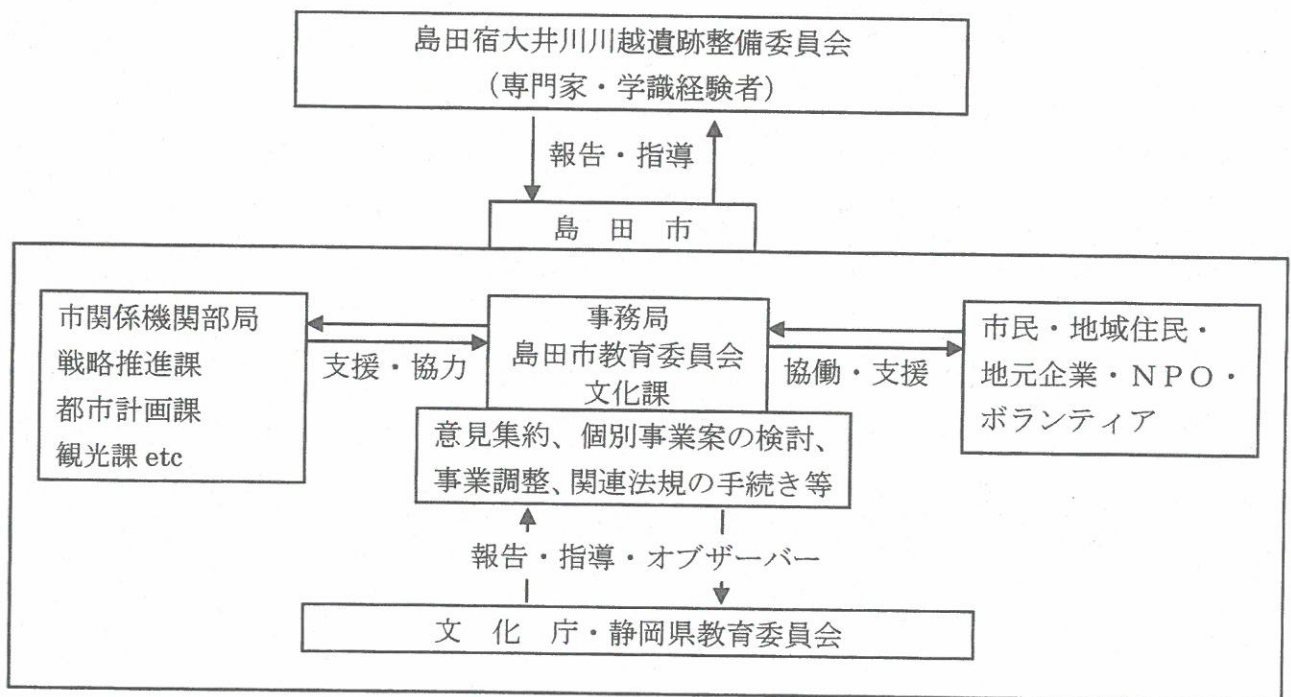 島田宿大井川川越遺跡整備委員会
（専門家・学識経験者）
報告・指導
島 田 市
市関係機関部局
戦略推進課
都市計画課
観光課 etc
支援・協力
事務局
島田市教育委員会
文化課
意見集約、個別事業案の検討、
事業調整、関連法規の手続き等
協働・支援
市民・地域住民・
地元企業・ＮＰＯ・
ボランティア
報告・指導・オブザーバー
文 化 庁・静岡県教育委員会